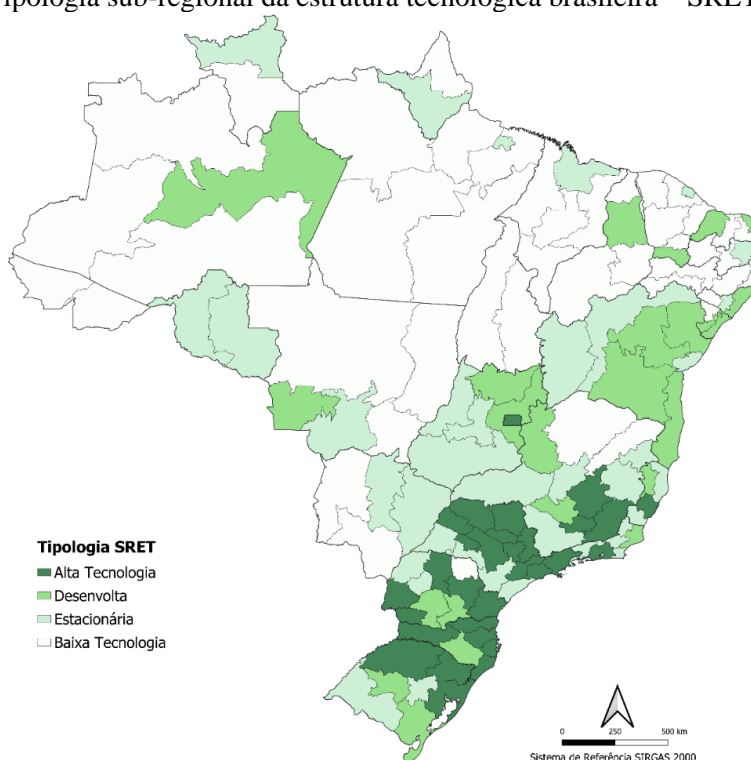 ipologia sub-regional da estrutura tecnológica brasileira – SRET
Tipologia SRET
Alta Tecnologia
Desenvolta
Estacionária
Baixa Tecnologia
0 250 500 km
Sistema de Referência SIRGAS 2000